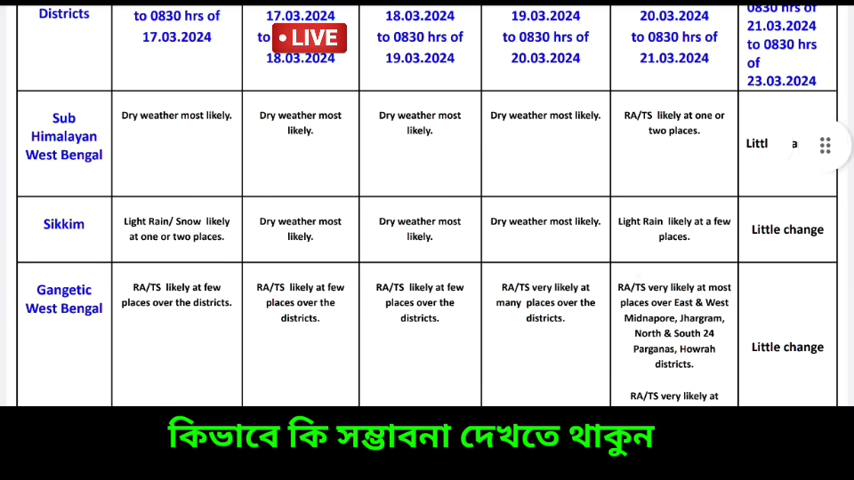 Districts
to 0830 hrs of
17.03.2024
17.03.2024
to
18.03.2024
• LIVE
18.03.2024
to 0830 hrs of
19.03.2024
19.03.2024
to 0830 hrs of
20.03.2024
20.03.2024
to 0830 hrs of
21.03.2024
0830 hrs of
21.03.2024
to 0830 hrs
of
23.03.2024
Sub
Himalayan
West Bengal
Dry weather most likely.
Dry weather most
likely.
Dry weather most
likely.
Dry weather most likely.
RA/TS likely at one or
two places.
Sikkim
Light Rain/ Snow likely
at one or two places.
Dry weather most
likely.
Dry weather most
likely.
Dry weather most likely.
Light Rain likely at a few
places.
Little change
Gangetic
West Bengal
RA/TS likely at few
places over the districts.
RA/TS likely at few
places over the
districts.
RA/TS likely at few
places over the
districts.
RA/TS very likely at
many places over the
districts.
RA/TS very likely at most
places over East & West
Midnapore, Jhargram,
North & South 24
Parganas, Howrah
districts.
RA/TS very likely at
Little change
কিভাবে কি সম্ভাবনা দেখতে থাকুন